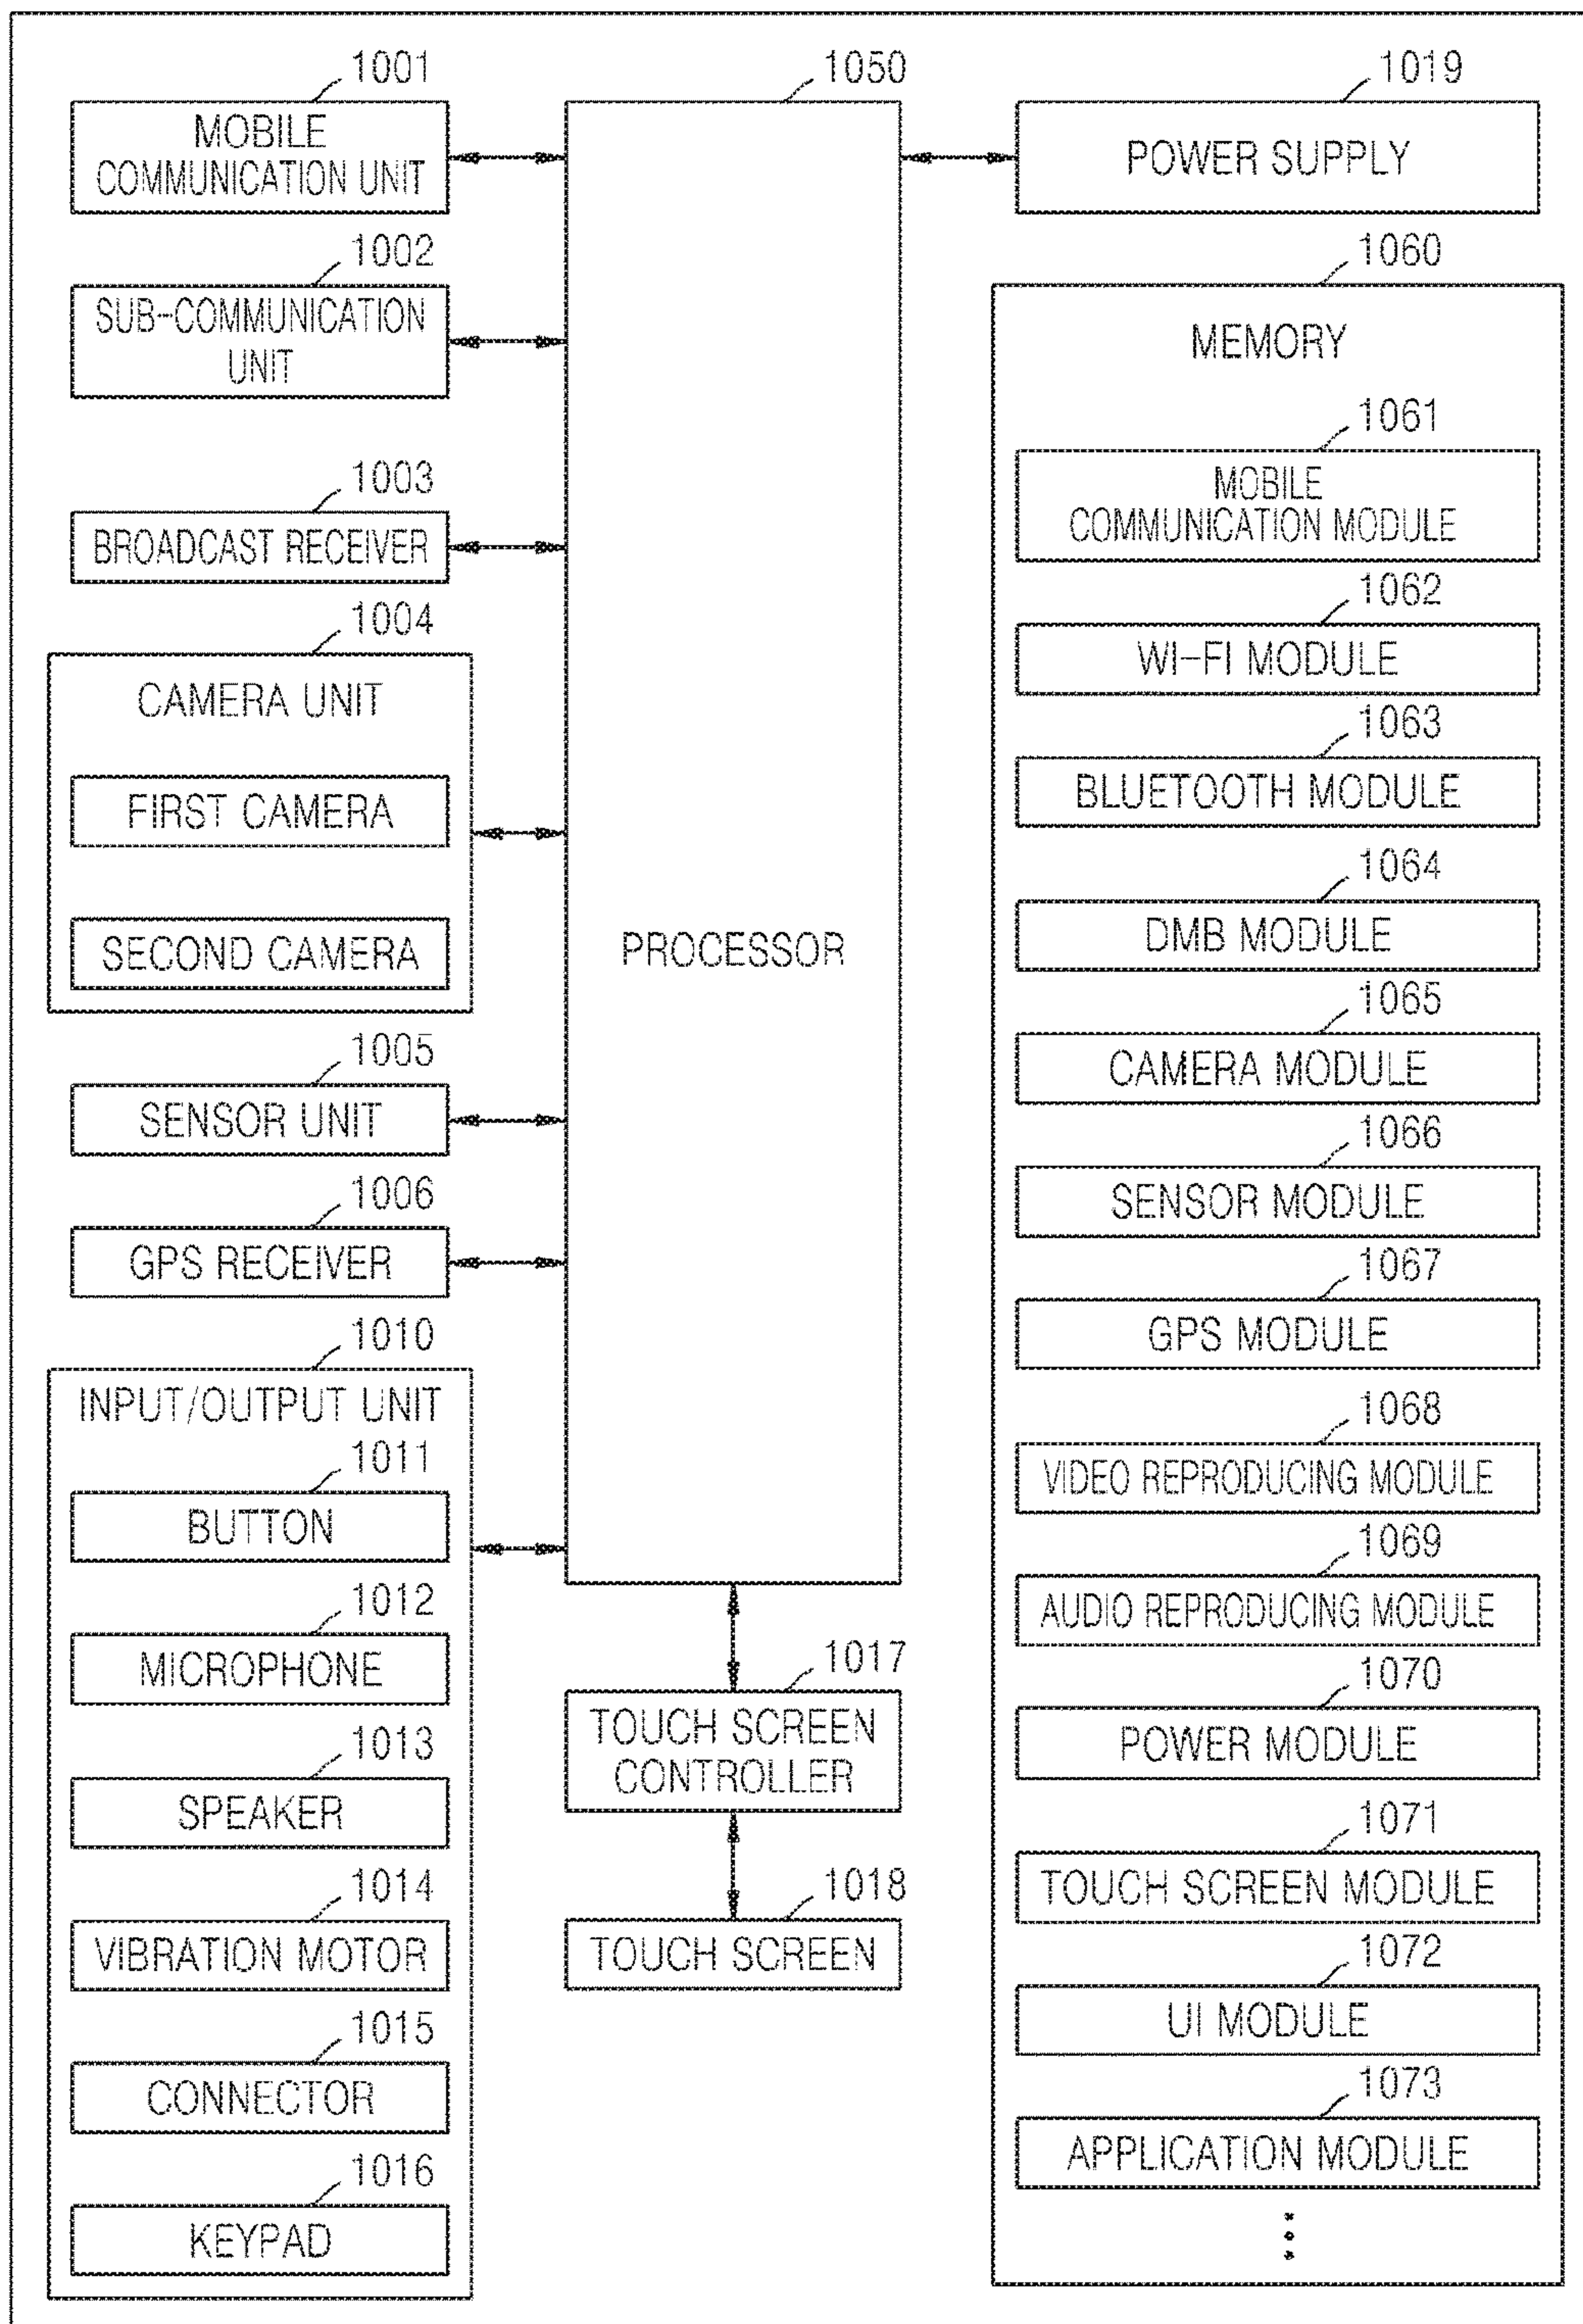 1001
MOBILE
COMMUNICATION UNIT
1002
SUB-COMMUNICATION
UNIT
1003
BROADCAST RECEIVER
1004
CAMERA UNIT
FIRST CAMERA
SECOND CAMERA
1005
SENSOR UNIT
1006
GPS RECEIVER
1010
INPUT/OUTPUT UNIT
1011
BUTTON
1012
MICROPHONE
1013
SPEAKER
1014
VIBRATION MOTOR
1015
CONNECTOR
1016
KEYPAD
1050
PROCESSOR
1017
TOUCH SCREEN
CONTROLLER
1018
TOUCH SCREEN
1019
POWER SUPPLY
1060
MEMORY
1061
MOBILE
COMMUNICATION MODULE
1062
WI-FI MODULE
1063
BLUETOOTH MODULE
1064
DMB MODULE
1065
CAMERA MODULE
1066
SENSOR MODULE
1067
GPS MODULE
1068
VIDEO REPRODUCING MODULE
1069
AUDIO REPRODUCING MODULE
1070
POWER MODULE
1071
TOUCH SCREEN MODULE
1072
UI MODULE
1073
APPLICATION MODULE